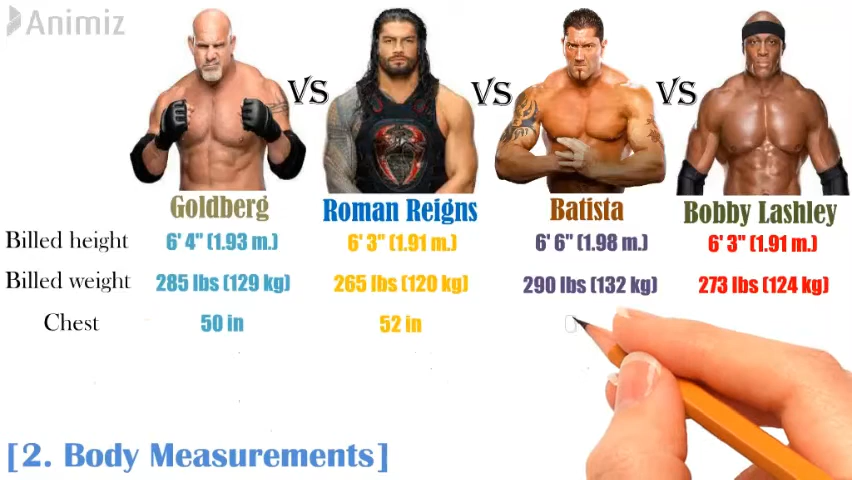 Animiz
VS VS VS
Goldberg Roman Reigns Batista Bobby Lashley
Billed height 6' 4" (1.93 m.) 6' 3" (1.91 m.) 6' 6" (1.98 m.) 6' 3" (1.91 m.)
Billed weight 285 lbs (129 kg) 265 lbs (120 kg) 290 lbs (132 kg) 273 lbs (124 kg)
Chest 50 in 52 in
[2. Body Measurements]